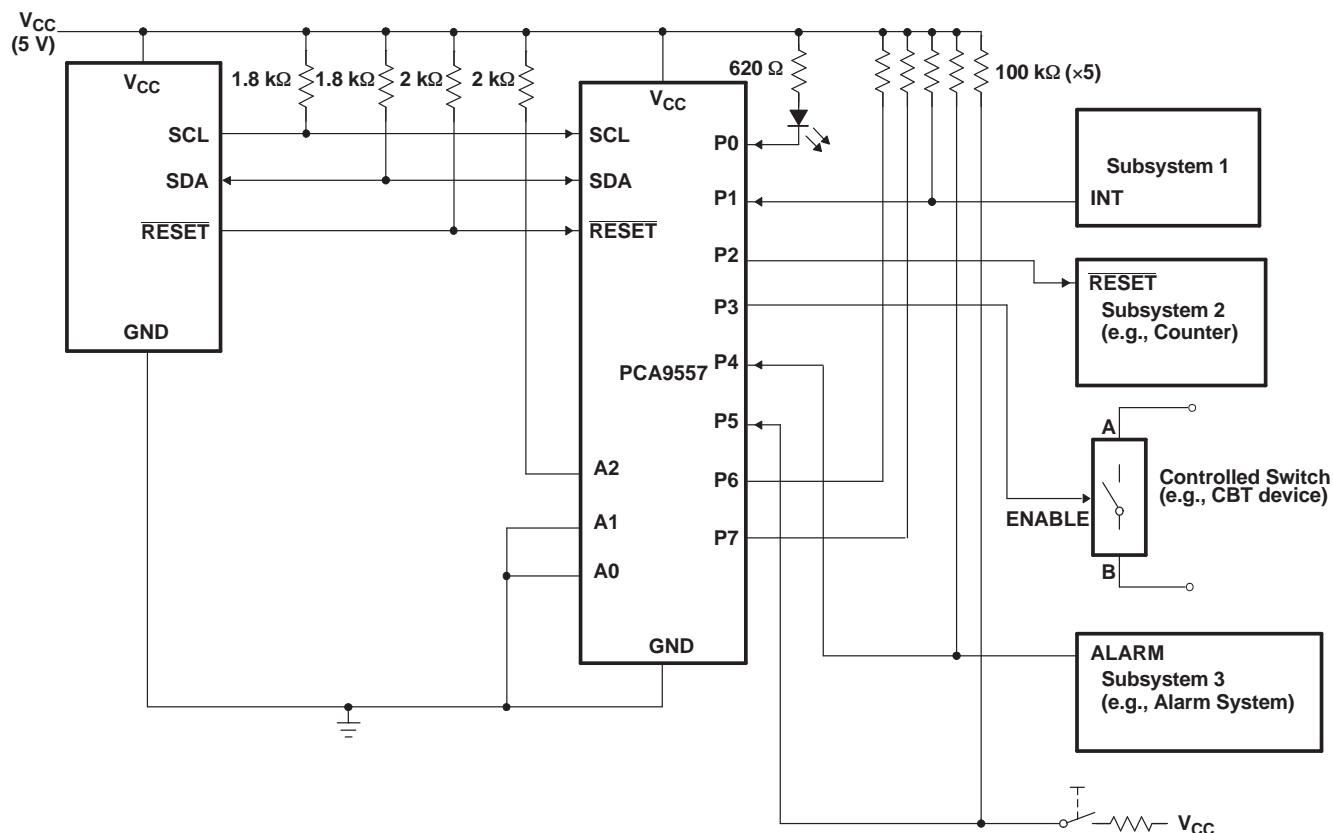 VCC
(5 V)
VCC
SCL
SDA
RESET
GND
1.8 kΩ
1.8 kΩ
2 kΩ
2 kΩ
VCC
SCL
SDA
RESET
PCA9557
A2
A1
A0
GND
P0
P1
P2
P3
P4
P5
P6
P7
620 Ω
100 kΩ (×5)
Subsystem 1
INT
RESET
Subsystem 2
(e.g., Counter)
A
ENABLE
B
Controlled Switch
(e.g., CBT device)
ALARM
Subsystem 3
(e.g., Alarm System)
VCC